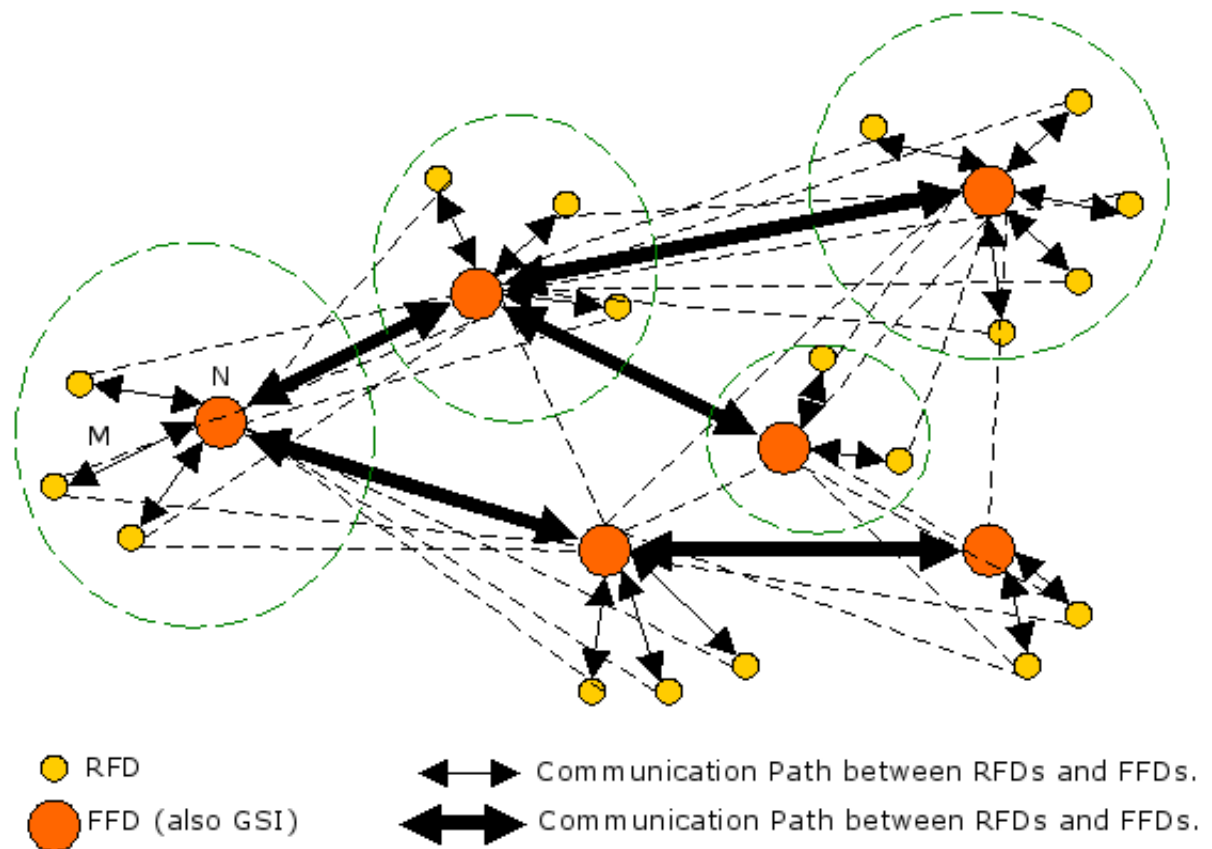 N
M
RFD
Communication Path between RFDs and FFDs.
FFD (also GSI)
Communication Path between RFDs and FFDs.